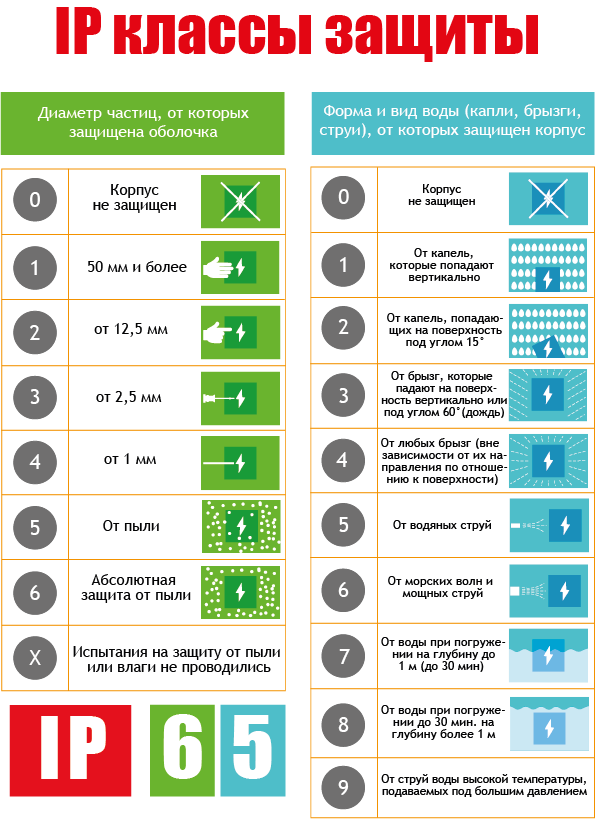 IP классы защиты
Диаметр частиц, от которых
защищена оболочка
0
Корпус
не защищен
1
50 мм и более
2
от 12,5 мм
3
от 2,5 мм
4
от 1 мм
5
От пыли
6
Абсолютная
защита от пыли
X
Испытания на защиту от пыли
или влаги не проводились
IP 65
Форма и вид воды (капли, брызги,
струи), от которых защищен корпус
0
Корпус
не защищен
1
От капель,
которые попадают
вертикально
2
От капель, попадаю-
щих на поверхность
под углом 15°
3
От брызг, которые
падают на поверх-
ность вертикально или
под углом 60°(дождь)
4
От любых брызг (вне
зависимости от их на-
правления по отноше-
нию к поверхности)
5
От водяных струй
6
От морских волн и
мощных струй
7
От воды при погруже-
нии на глубину до
1 м (до 30 мин)
8
От воды при погруже-
нии до 30 мин. на
глубину более 1 м
9
От струй воды высокой температуры,
подаваемых под большим давлением